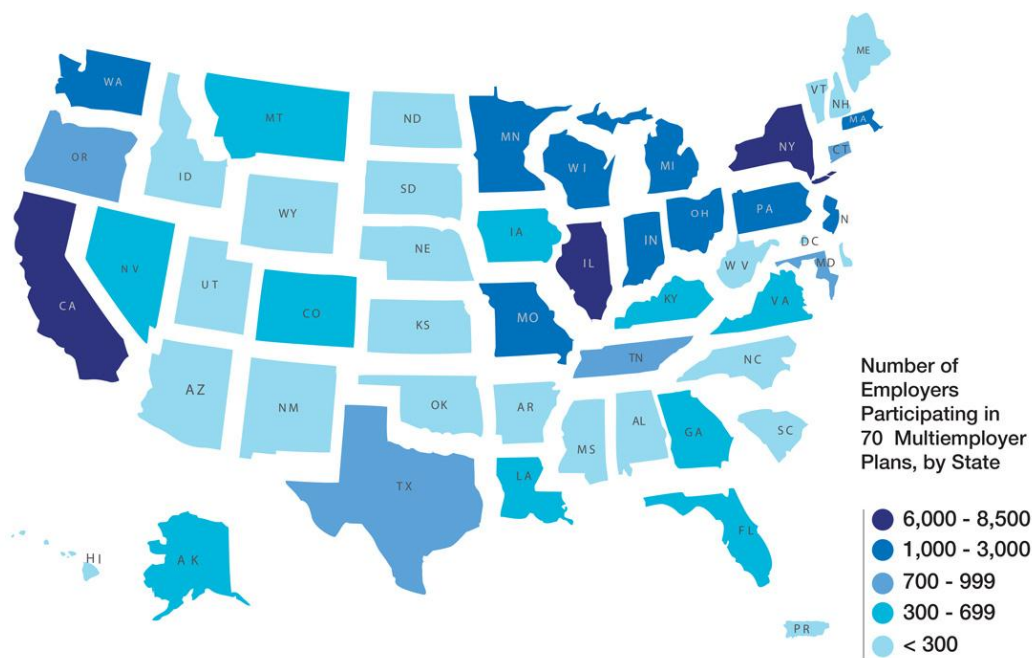 ME
WA
VT
NH
MT
ND
MN
MA
OR
NY
CT
ID
SD
WI
MI
WY
PA
OH
N
IA
NE
DC
NV
IL
IN
WV
MD
UT
CA
CO
KS
MO
KY
VA
TN
NC
AZ
NM
OK
AR
MS
AL
GA
SC
TX
LA
FL
HI
AK
PR
Number of
Employers
Participating in
70 Multiemployer
Plans, by State
6,000 - 8,500
1,000 - 3,000
700 - 999
300 - 699
< 300